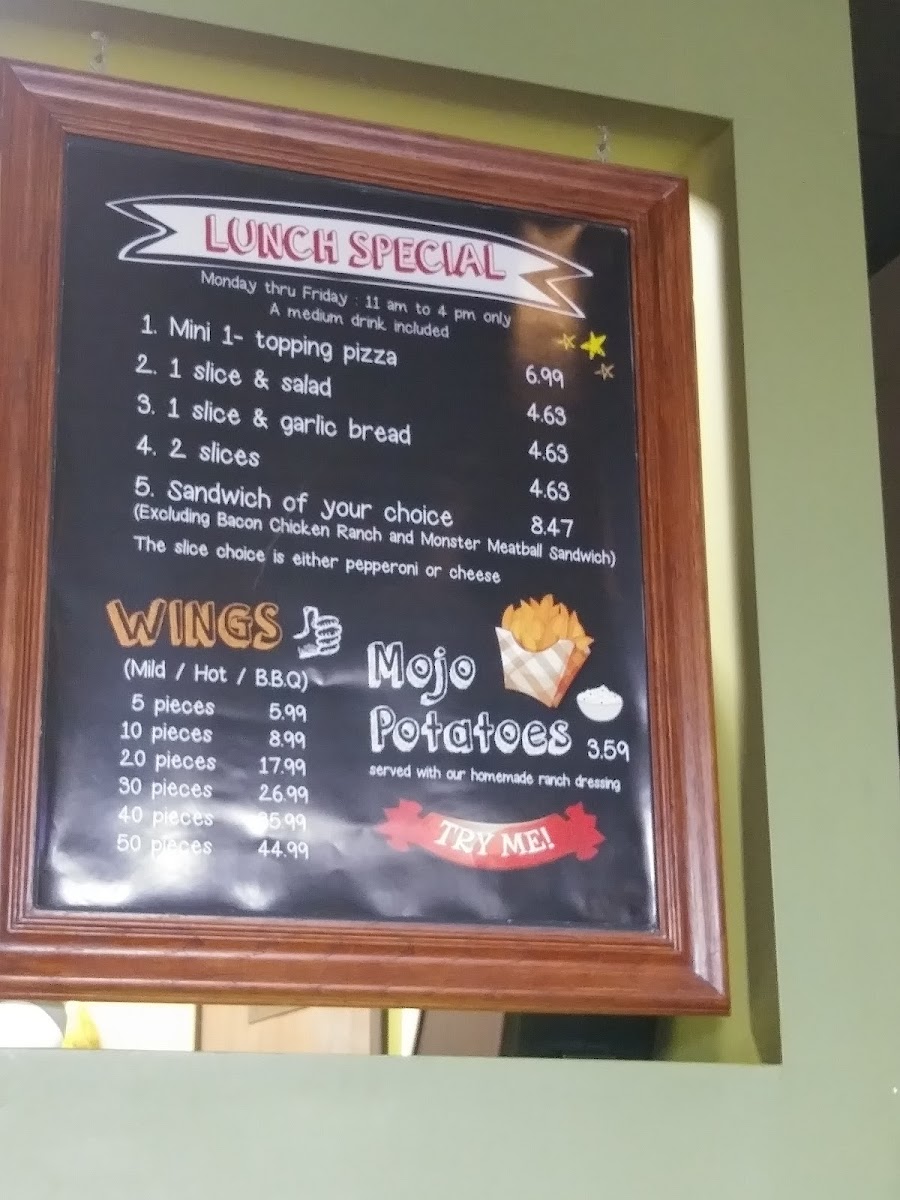 LUNCH SPECIAL
Monday thru Friday : 11 am to 4 pm only
A medium drink included
1. Mini 1- topping pizza 6.99
2. 1 slice & salad 4.63
3. 1 slice & garlic bread 4.63
4. 2 slices 4.63
5. Sandwich of your choice 8.47
(Excluding Bacon Chicken Ranch and Monster Meatball Sandwich)
The slice choice is either pepperoni or cheese
WINGS
(Mild / Hot / B.B.Q)
5 pieces 5.99
10 pieces 8.99
20 pieces 17.99
30 pieces 26.99
40 pieces 35.99
50 pieces 44.99
Mojo
Potatoes 3.59
served with our homemade ranch dressing
TRY ME!